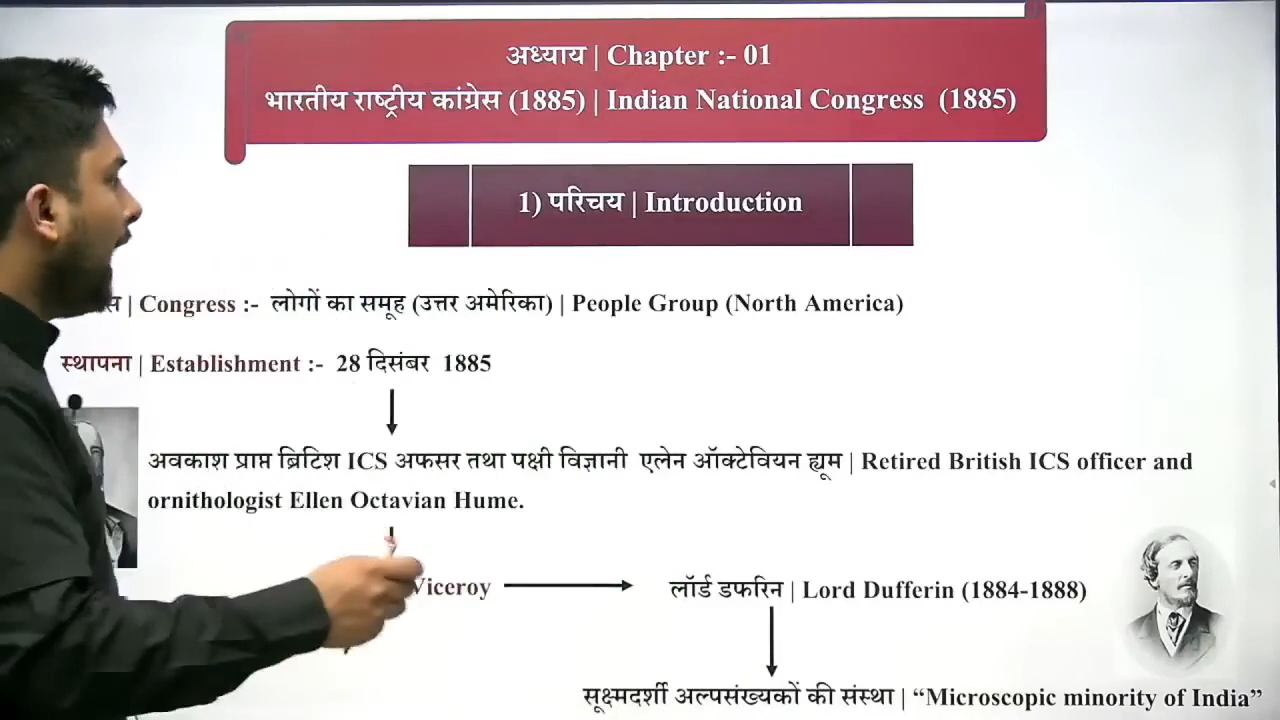 अध्याय | Chapter :- 01
भारतीय राष्ट्रीय कांग्रेस (1885) | Indian National Congress (1885)
1) परिचय | Introduction
| Congress :- लोगों का समूह (उत्तर अमेरिका) | People Group (North America)
स्थापना | Establishment :- 28 दिसंबर 1885
अवकाश प्राप्त ब्रिटिश ICS अफसर तथा पक्षी विज्ञानी एलेन ऑक्टेवियन ह्यूम | Retired British ICS officer and
ornithologist Ellen Octavian Hume.
Viceroy लॉर्ड डफरिन | Lord Dufferin (1884-1888)
सूक्ष्मदर्शी अल्पसंख्यकों की संस्था | “Microscopic minority of India”